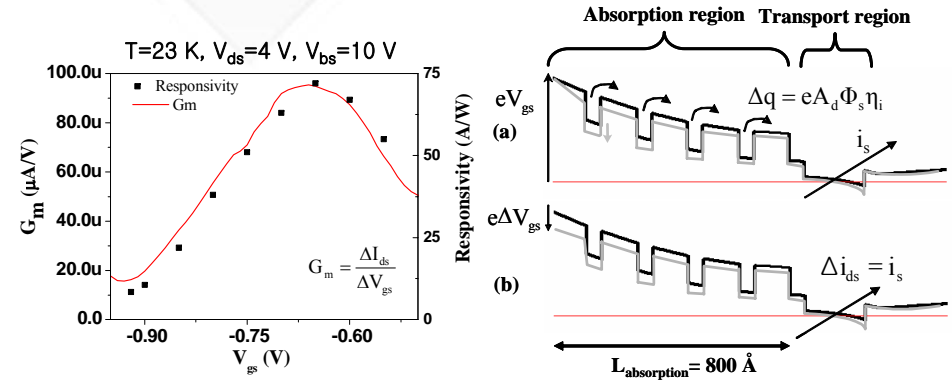 T=23 K, V_ds=4 V, V_bs=10 V
100.0u
80.0u
60.0u
40.0u
20.0u
0.0
G_m (µA/V)
Responsivity
Gm
G_m = ΔI_ds / ΔV_gs
75
50
25
0
Responsivity (A/W)
-0.90
-0.75
-0.60
V_gs (V)
Absorption region
Transport region
eV_gs
(a)
Δq = eA_dΦ_sη_i
i_s
eΔV_gs
(b)
Δi_ds = i_s
L_absorption= 800 Å